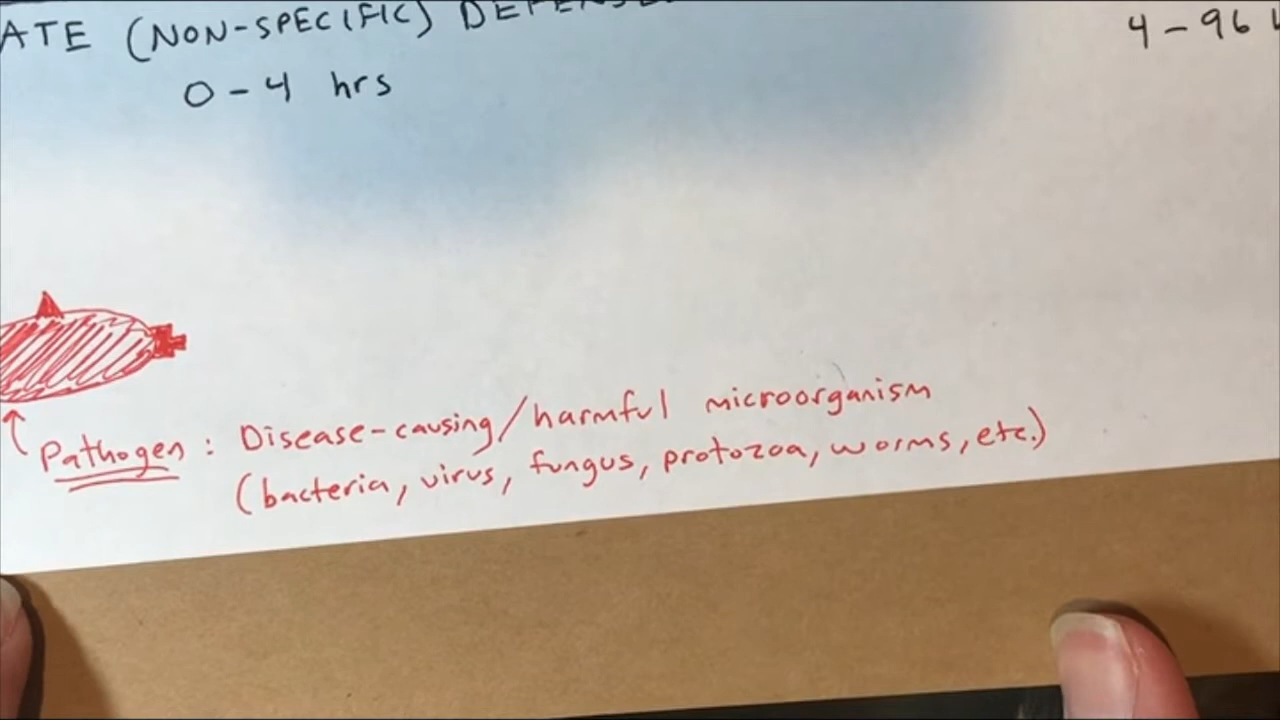 ATE (NON-SPECIFIC) DEFENSE
0-4 hrs
4-96
Pathogen: Disease-causing/harmful microorganism
(bacteria, virus, fungus, protozoa, worms, etc.)